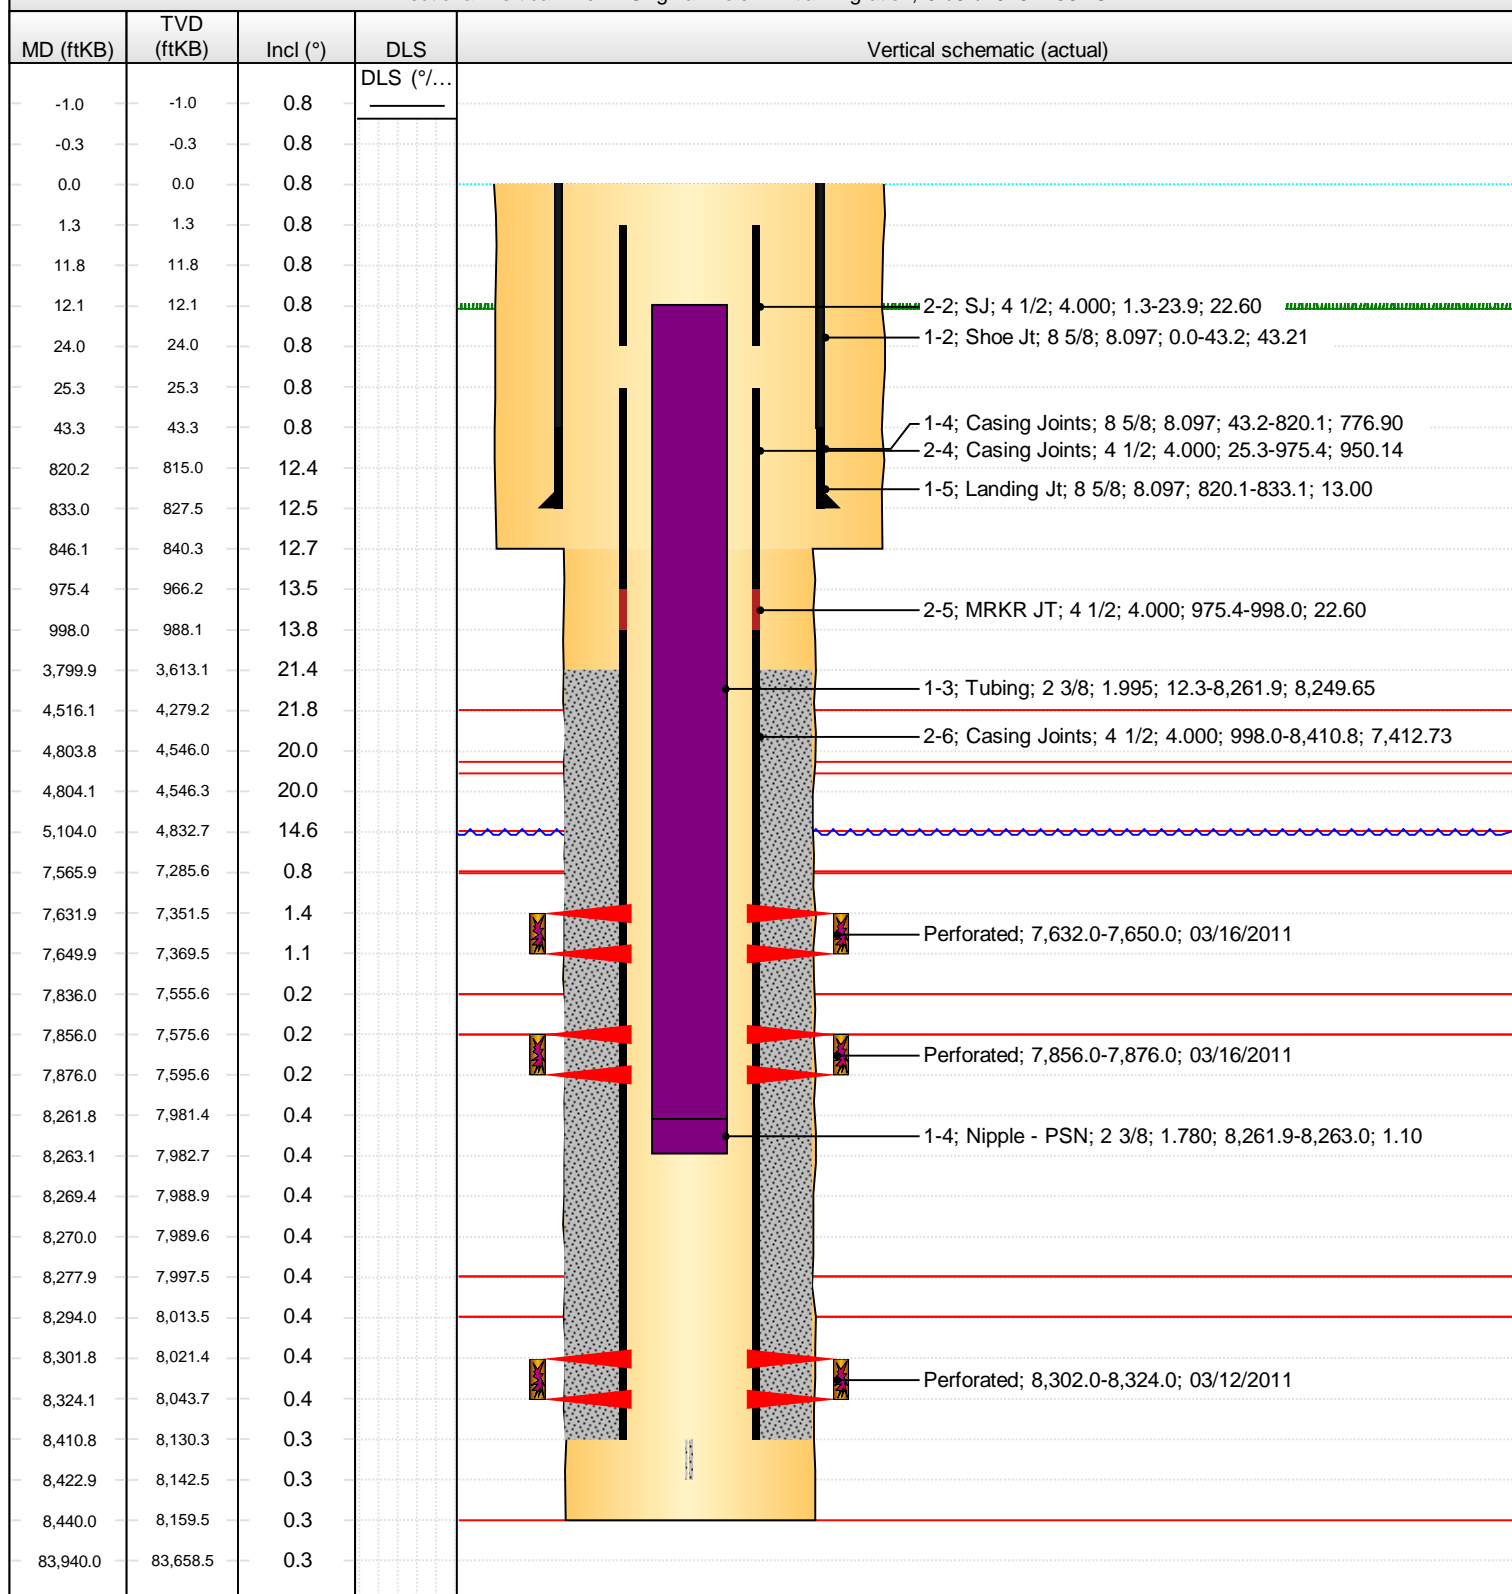 MD (ftKB) TVD (ftKB) Incl (°) DLS Vertical schematic (actual)
DLS (°/...
-1.0 -1.0 0.8
-0.3 -0.3 0.8
0.0 0.0 0.8
1.3 1.3 0.8
11.8 11.8 0.8
12.1 12.1 0.8 2-2; SJ; 4 1/2; 4.000; 1.3-23.9; 22.60
1-2; Shoe Jt; 8 5/8; 8.097; 0.0-43.2; 43.21
24.0 24.0 0.8
25.3 25.3 0.8
43.3 43.3 0.8 1-4; Casing Joints; 8 5/8; 8.097; 43.2-820.1; 776.90
2-4; Casing Joints; 4 1/2; 4.000; 25.3-975.4; 950.14
820.2 815.0 12.4
1-5; Landing Jt; 8 5/8; 8.097; 820.1-833.1; 13.00
833.0 827.5 12.5
846.1 840.3 12.7
975.4 966.2 13.5
2-5; MRKR JT; 4 1/2; 4.000; 975.4-998.0; 22.60
998.0 988.1 13.8
3,799.9 3,613.1 21.4
1-3; Tubing; 2 3/8; 1.995; 12.3-8,261.9; 8,249.65
4,516.1 4,279.2 21.8
2-6; Casing Joints; 4 1/2; 4.000; 998.0-8,410.8; 7,412.73
4,803.8 4,546.0 20.0
4,804.1 4,546.3 20.0
5,104.0 4,832.7 14.6
7,565.9 7,285.6 0.8
7,631.9 7,351.5 1.4
Perforated; 7,632.0-7,650.0; 03/16/2011
7,649.9 7,369.5 1.1
7,836.0 7,555.6 0.2
7,856.0 7,575.6 0.2
Perforated; 7,856.0-7,876.0; 03/16/2011
7,876.0 7,595.6 0.2
8,261.8 7,981.4 0.4
1-4; Nipple - PSN; 2 3/8; 1.780; 8,261.9-8,263.0; 1.10
8,263.1 7,982.7 0.4
8,269.4 7,988.9 0.4
8,270.0 7,989.6 0.4
8,277.9 7,997.5 0.4
8,294.0 8,013.5 0.4
8,301.8 8,021.4 0.4
Perforated; 8,302.0-8,324.0; 03/12/2011
8,324.1 8,043.7 0.4
8,410.8 8,130.3 0.3
8,422.9 8,142.5 0.3
8,440.0 8,159.5 0.3
83,940.0 83,658.5 0.3